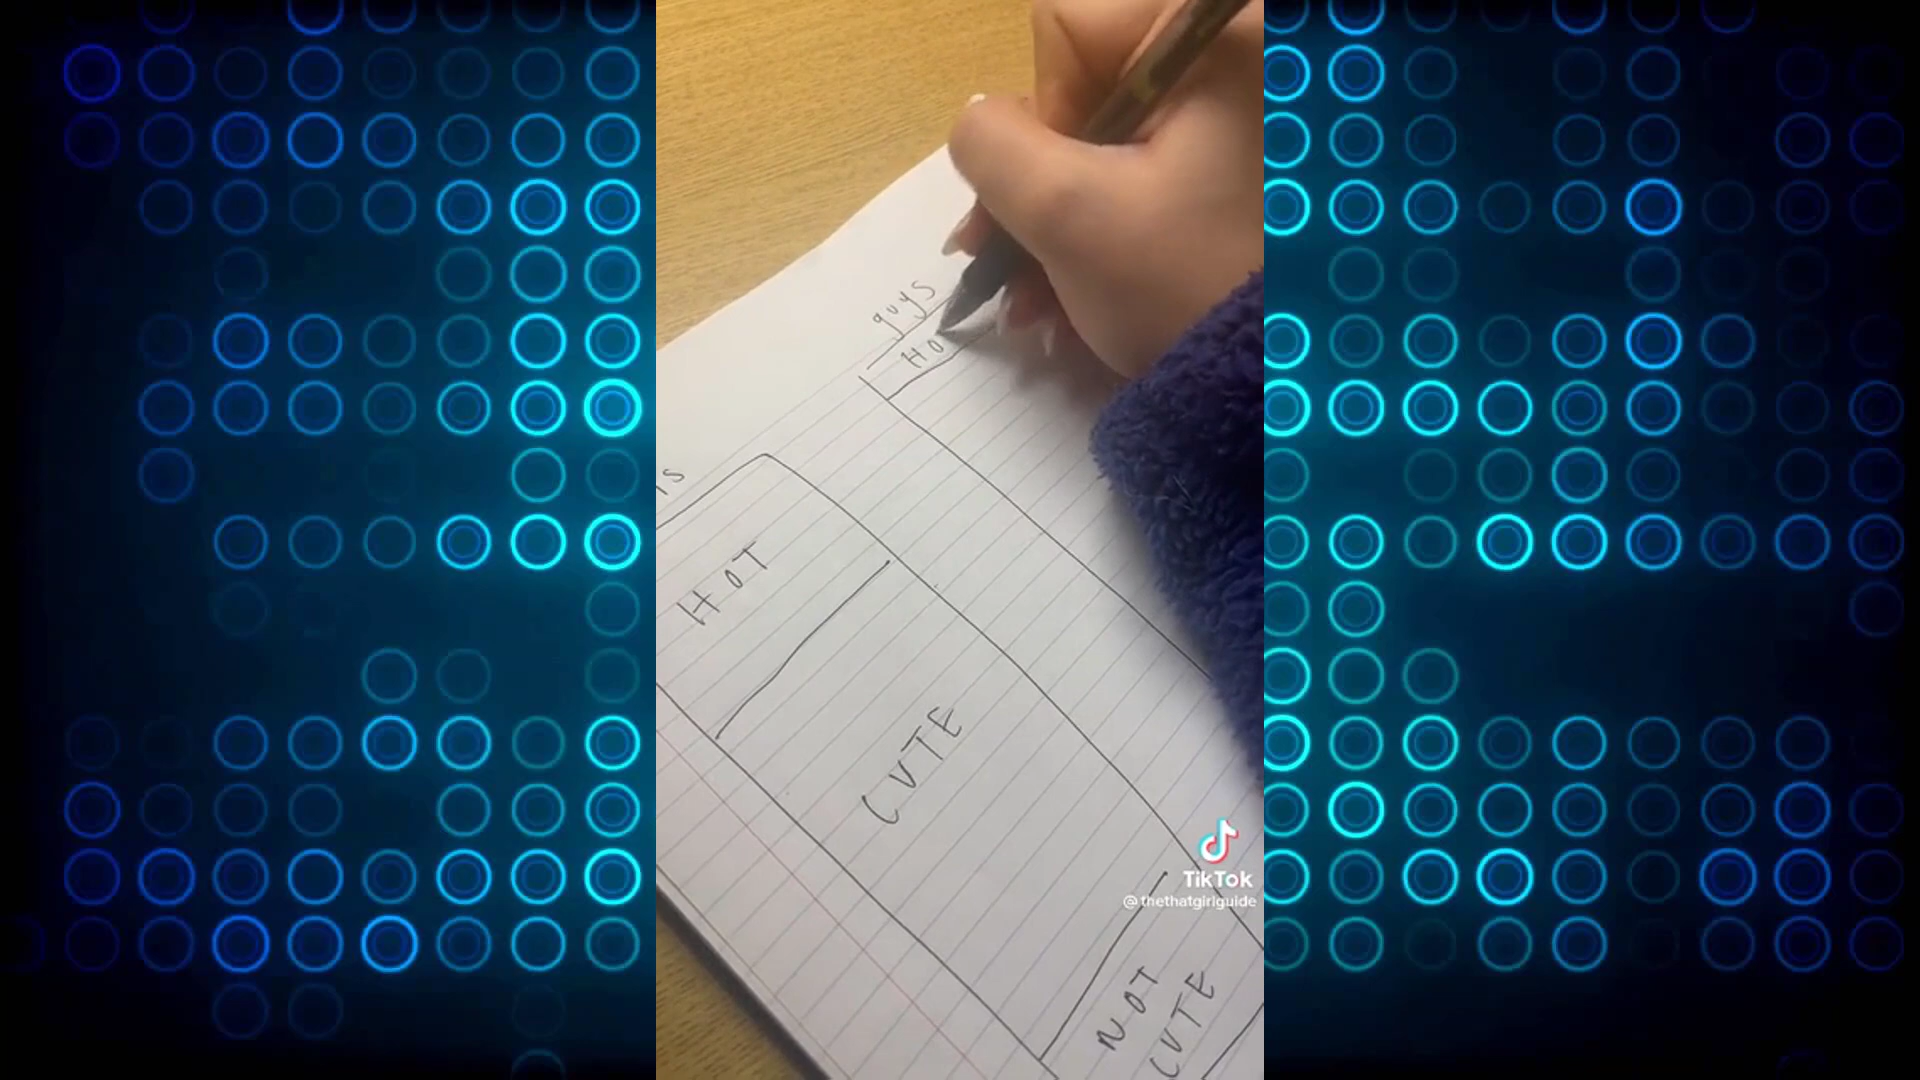 guys
HO
HOT
CUTE
NOT
CUTE
TikTok
@thethatgirlguide